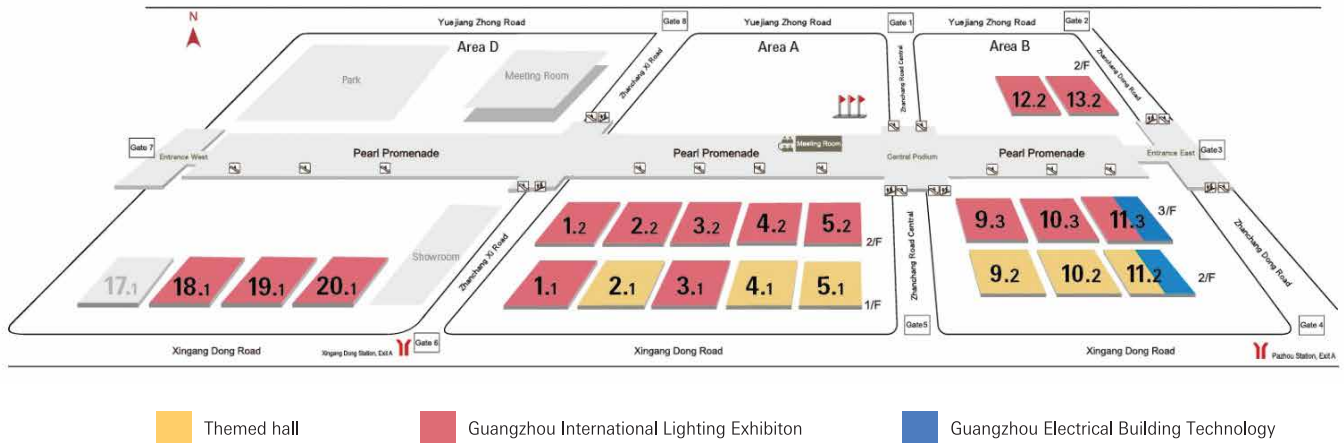 Yuejiang Zhong Road
Gate 8
Yuejiang Zhong Road
Gate 1
Yuejiang Zhong Road
Gate 2
N
Area D
Area A
Area B
Park
Meeting Room
Zhanchang Xi Road
Zhanchang Road Central
2/F
12.2
13.2
Zhanchang Dong Road
Gate 7
Entrance West
Pearl Promenade
Pearl Promenade
Meeting Room
Central Podium
Pearl Promenade
Entrance East
Gate3
1.2
2.2
3.2
4.2
5.2
2/F
9.3
10.3
11.3
3/F
Showroom
Zhanchang Xi Road
Zhanchang Road Central
Zhanchang Dong Road
17.1
18.1
19.1
20.1
1.1
2.1
3.1
4.1
5.1
1/F
9.2
10.2
11.2
2/F
Xingang Dong Road
Xingang Dong Station, Exit A
Gate 6
Xingang Dong Road
Gate5
Xingang Dong Road
Gate 4
Pazhou Station, Exit A
Themed hall
Guangzhou International Lighting Exhibiton
Guangzhou Electrical Building Technology